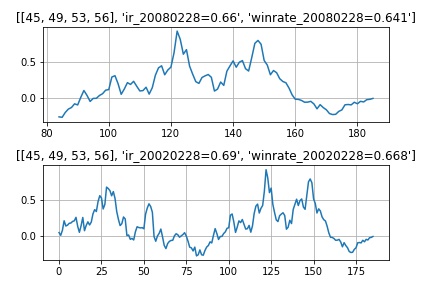 [[45, 49, 53, 56], 'ir_20080228=0.66', 'winrate_20080228=0.641']
0.5
0.0
80 100 120 140 160 180
[[45, 49, 53, 56], 'ir_20020228=0.69', 'winrate_20020228=0.668']
0.5
0.0
0 25 50 75 100 125 150 175